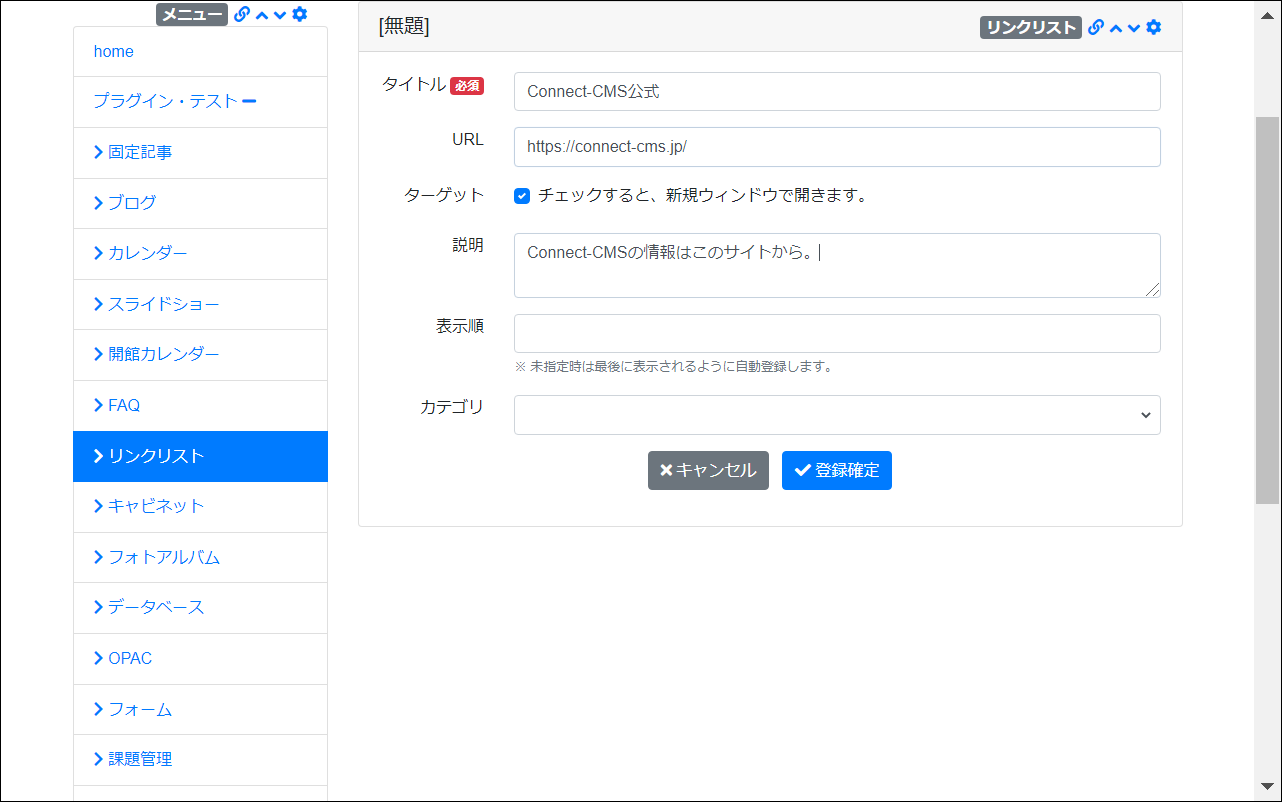 メニュー
home
プラグイン・テスト
固定記事
ブログ
カレンダー
スライドショー
開館カレンダー
FAQ
リンクリスト
キャビネット
フォトアルバム
データベース
OPAC
フォーム
課題管理
[無題]
リンクリスト
タイトル 必須
Connect-CMS公式
URL
https://connect-cms.jp/
ターゲット
チェックすると、新規ウィンドウで開きます。
説明
Connect-CMSの情報はこのサイトから。
表示順
※ 未指定時は最後に表示されるように自動登録します。
カテゴリ
キャンセル
登録確定